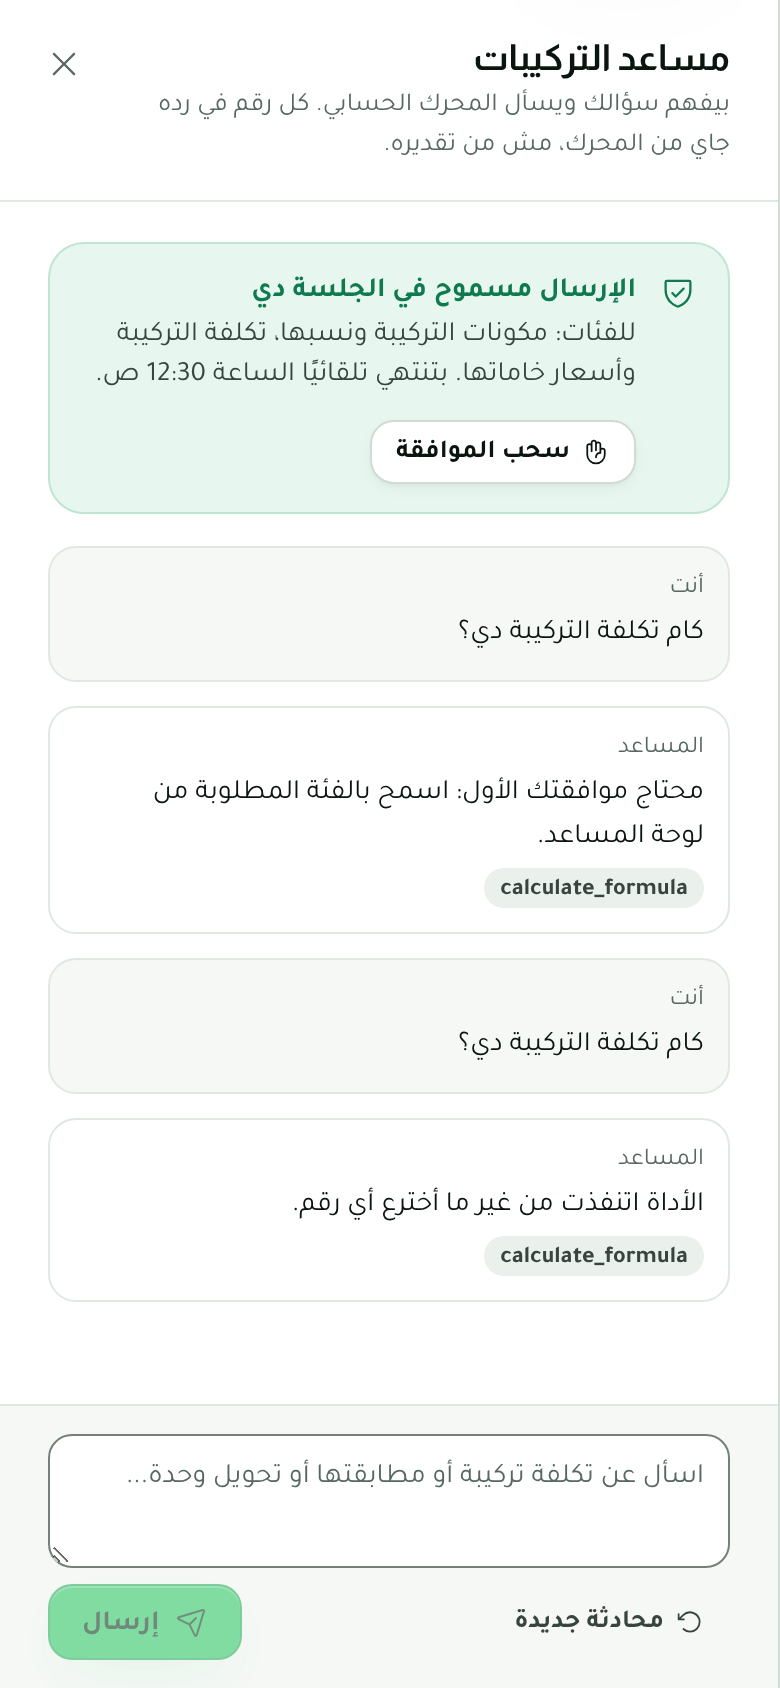 مساعد التركيبات
بيفهم سؤالك ويسأل المحرك الحسابي. كل رقم في رده
جاي من المحرك، مش من تقديره.
الإرسال مسموح في الجلسة دي
للفئات: مكونات التركيبة ونسبها، تكلفة التركيبة
وأسعار خاماتها. بتنتهي تلقائيًا الساعة 12:30 ص.
سحب الموافقة
أنت
كام تكلفة التركيبة دي؟
المساعد
محتاج موافقتك الأول: اسمح بالفئة المطلوبة من
لوحة المساعد.
calculate_formula
أنت
كام تكلفة التركيبة دي؟
المساعد
الأداة اتنفذت من غير ما أخترع أي رقم.
calculate_formula
اسأل عن تكلفة تركيبة أو مطابقتها أو تحويل وحدة...
محادثة جديدة
إرسال